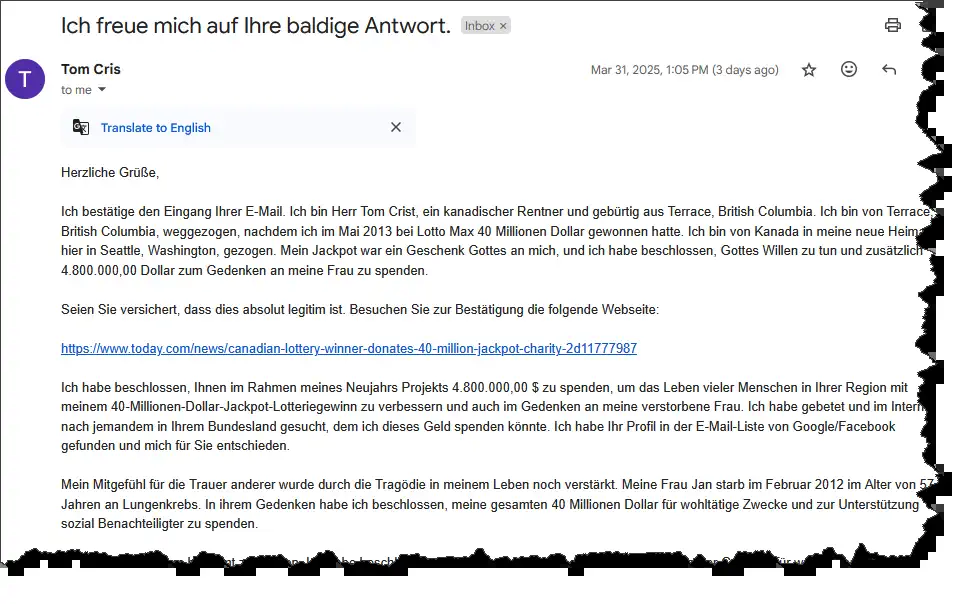 Ich freue mich auf Ihre baldige Antwort. Inbox ×
Tom Cris
Mar 31, 2025, 1:05 PM (3 days ago)
T
to me
Translate to English
Herzliche Grüße,
Ich bestätige den Eingang Ihrer E-Mail. Ich bin Herr Tom Crist, ein kanadischer Rentner und gebürtig aus Terrace, British Columbia. Ich bin von Terrace,
British Columbia, weggezogen, nachdem ich im Mai 2013 bei Lotto Max 40 Millionen Dollar gewonnen hatte. Ich bin von Kanada in meine neue
hier in Seattle, Washington, gezogen. Mein Jackpot war ein Geschenk Gottes an mich, und ich habe beschlossen, Gottes Willen zu tun und zusätzlich
4.800.000,00 Dollar zum Gedenken an meine Frau zu spenden.
Seien Sie versichert, dass dies absolut legitim ist. Besuchen Sie zur Bestätigung die folgende Webseite:
https://www.today.com/news/canadian-lottery-winner-donates-40-million-jackpot-charity-2d11777987
Ich habe beschlossen, Ihnen im Rahmen meines Neujahrs Projekts 4.800.000,00 $ zu spenden, um das Leben vieler Menschen in Ihrer Region mit
meinem 40-Millionen-Dollar-Jackpot-Lotteriegewinn zu verbessern und auch im Gedenken an meine verstorbene Frau. Ich habe gebetet und im
nach jemandem in Ihrem Bundesland gesucht, dem ich dieses Geld spenden könnte. Ich habe Ihr Profil in der E-Mail-Liste von Google/Facebook
gefunden und mich für Sie entschieden.
Mein Mitgefühl für die Trauer anderer wurde durch die Tragödie in meinem Leben noch verstärkt. Meine Frau Jan starb im Februar 2012 im Alter von 57
Jahren an Lungenkrebs. In ihrem Gedenken habe ich beschlossen, meine gesamten 40 Millionen Dollar für wohltätige Zwecke und zur Unterstützung
sozial Benachteiligter zu spenden.